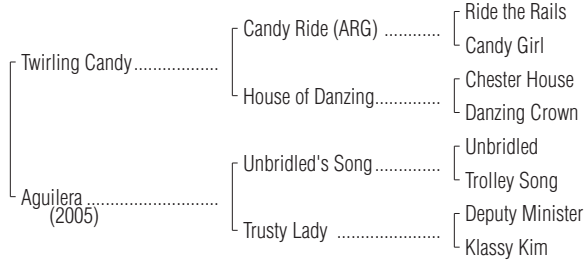 Ride the Rails
Candy Ride (ARG) ............
Candy Girl
Twirling Candy..................
Chester House
House of Danzing..............
Danzing Crown
Unbridled
Unbridled's Song..............
Trolley Song
Aguilera ............................
(2005)
Deputy Minister
Trusty Lady ......................
Klassy Kim